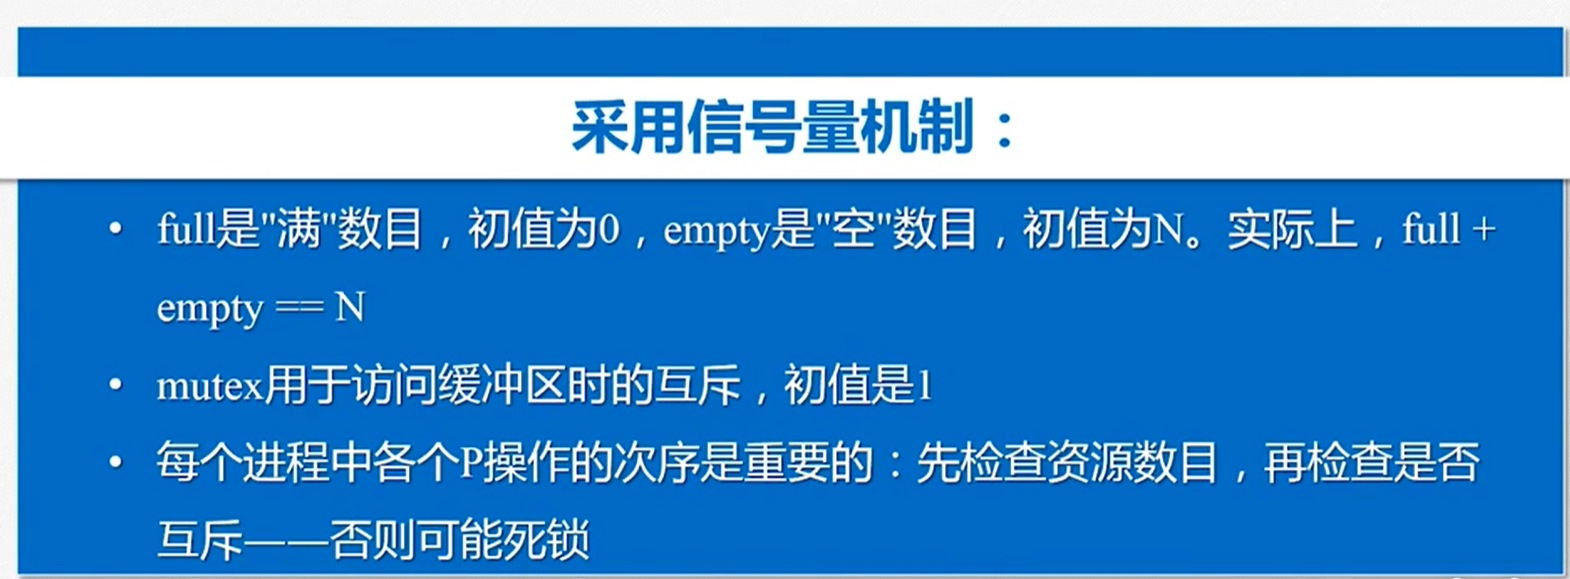 采用信号量机制：
• full是"满"数目，初值为0，empty是"空"数目，初值为N。实际上，full +
empty == N
• mutex用于访问缓冲区时的互斥，初值是1
• 每个进程中各个P操作的次序是重要的：先检查资源数目，再检查是否
互斥——否则可能死锁